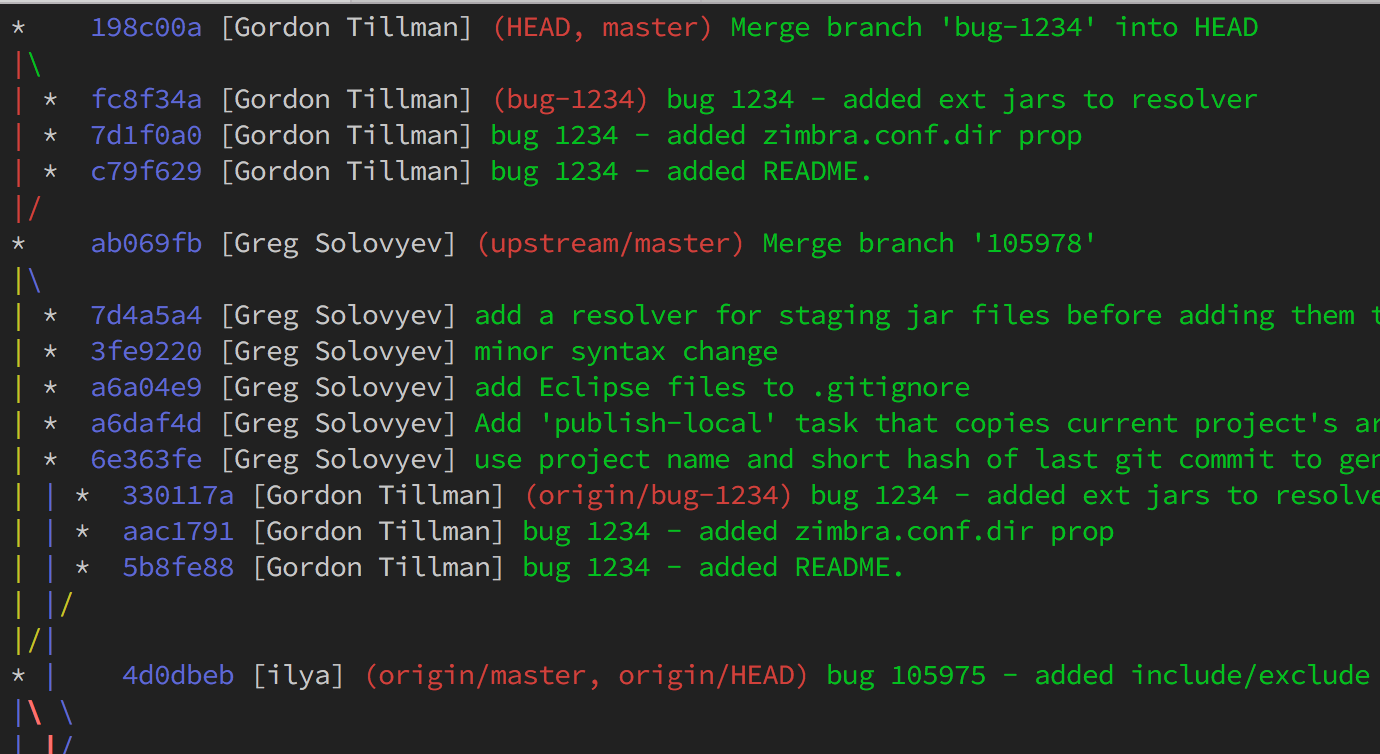 * 198c00a [Gordon Tillman] (HEAD, master) Merge branch 'bug-1234' into HEAD
|\
| * fc8f34a [Gordon Tillman] (bug-1234) bug 1234 - added ext jars to resolver
| * 7d1f0a0 [Gordon Tillman] bug 1234 - added zimbra.conf.dir prop
| * c79f629 [Gordon Tillman] bug 1234 - added README.
|/
* ab069fb [Greg Solovyev] (upstream/master) Merge branch '105978'
|\
| * 7d4a5a4 [Greg Solovyev] add a resolver for staging jar files before adding them t
| * 3fe9220 [Greg Solovyev] minor syntax change
| * a6a04e9 [Greg Solovyev] add Eclipse files to .gitignore
| * a6daf4d [Greg Solovyev] Add 'publish-local' task that copies current project's ar
| * 6e363fe [Greg Solovyev] use project name and short hash of last git commit to gen
| | * 330117a [Gordon Tillman] (origin/bug-1234) bug 1234 - added ext jars to resolve
| | * aac1791 [Gordon Tillman] bug 1234 - added zimbra.conf.dir prop
| | * 5b8fe88 [Gordon Tillman] bug 1234 - added README.
| |/
|/|
* | 4d0dbeb [ilya] (origin/master, origin/HEAD) bug 105975 - added include/exclude
|\ \
| |/